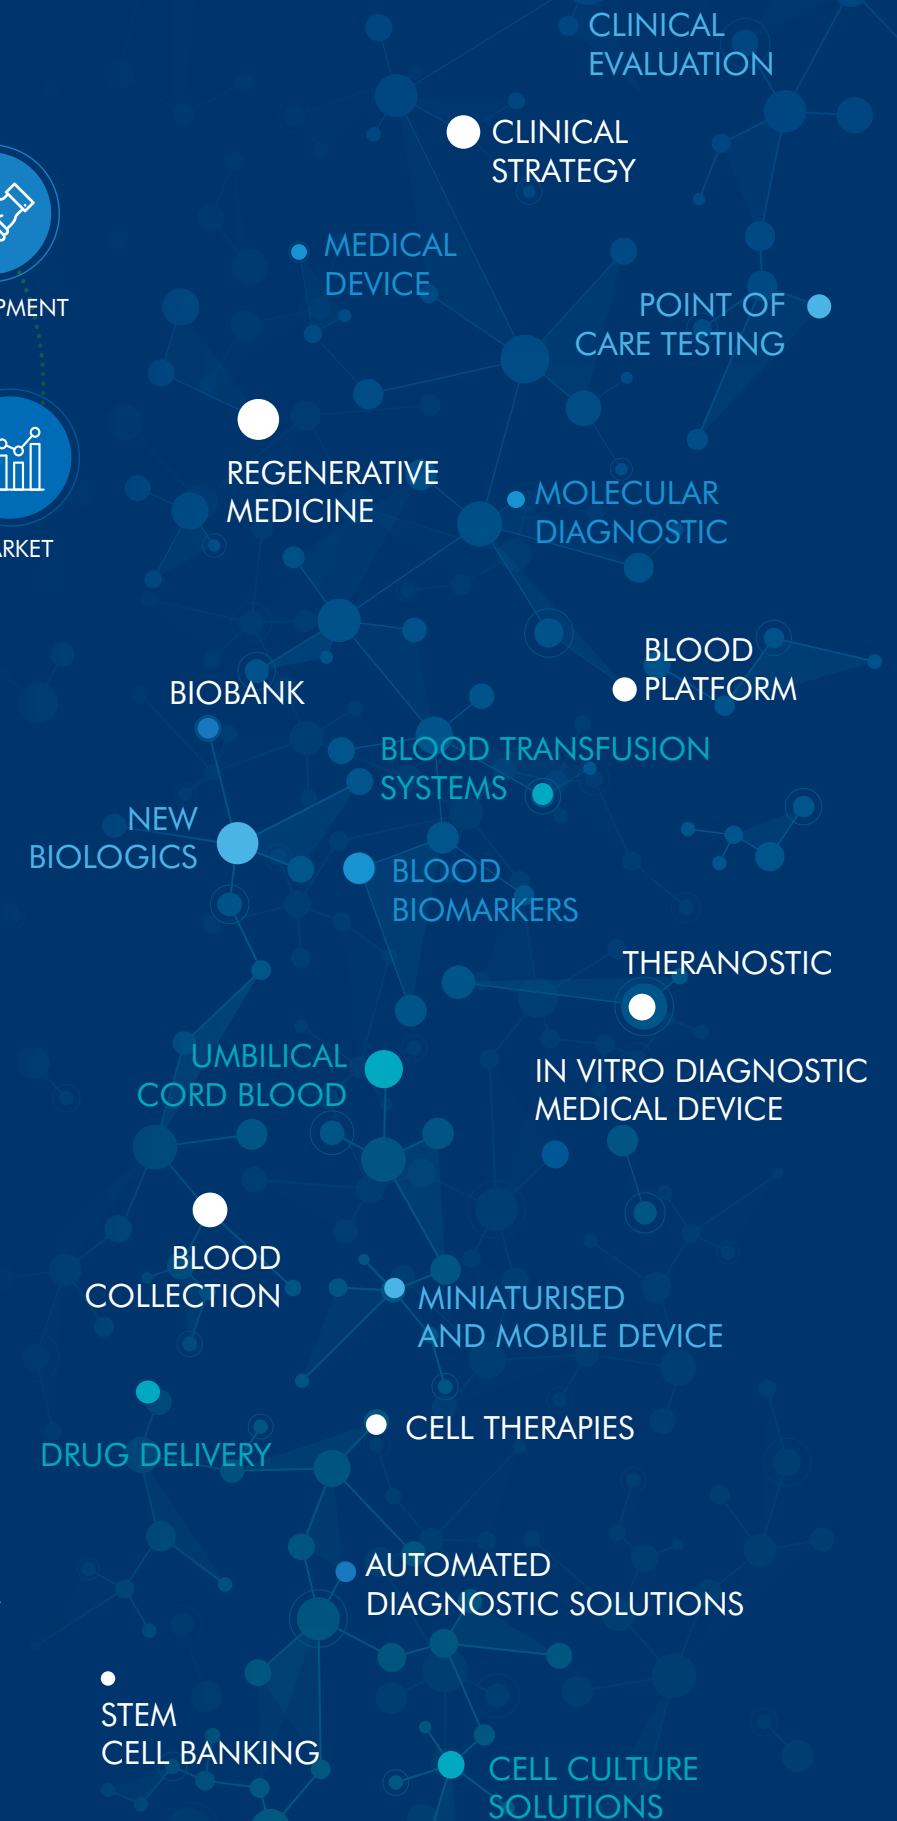 CLINICAL
EVALUATION
CLINICAL
STRATEGY
MEDICAL
DEVICE
POINT OF
CARE TESTING
PMENT
REGENERATIVE
MEDICINE
MOLECULAR
DIAGNOSTIC
RKET
BLOOD
PLATFORM
BIOBANK
BLOOD TRANSFUSION
SYSTEMS
NEW
BIOLOGICS
BLOOD
BIOMARKERS
THERANOSTIC
UMBILICAL
CORD BLOOD
IN VITRO DIAGNOSTIC
MEDICAL DEVICE
BLOOD
COLLECTION
MINIATURISED
AND MOBILE DEVICE
CELL THERAPIES
DRUG DELIVERY
AUTOMATED
DIAGNOSTIC SOLUTIONS
STEM
CELL BANKING
CELL CULTURE
SOLUTIONS